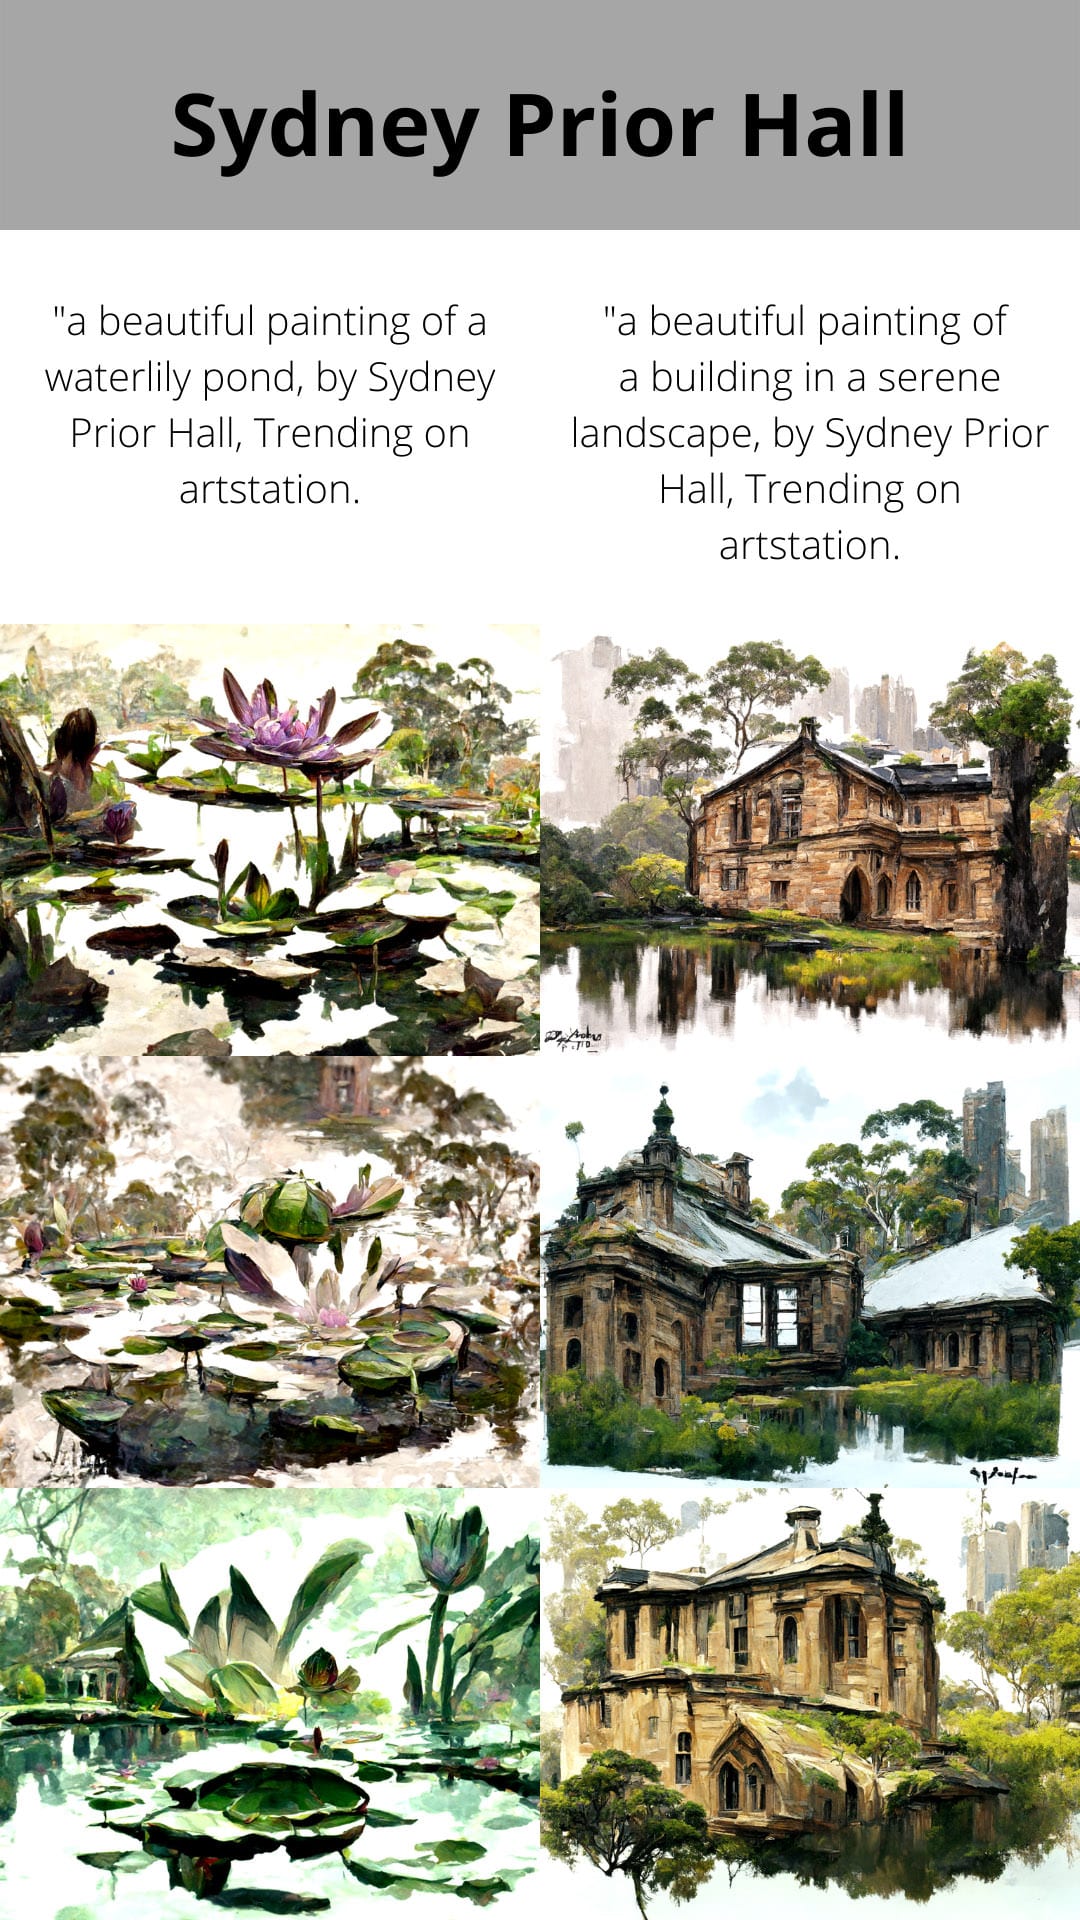 Sydney Prior Hall
"a beautiful painting of a
waterlily pond, by Sydney
Prior Hall, Trending on
artstation.
"a beautiful painting of
a building in a serene
landscape, by Sydney Prior
Hall, Trending on
artstation.